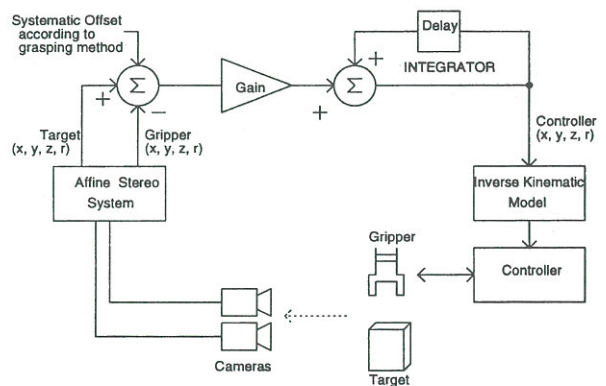 Systematic Offset
according to
grasping method
Delay
INTEGRATOR
Σ
Gain
Σ
+
−
+
+
Target
(x, y, z, r)
Gripper
(x, y, z, r)
Controller
(x, y, z, r)
Affine Stereo
System
Inverse Kinematic
Model
Gripper
Controller
Cameras
Target